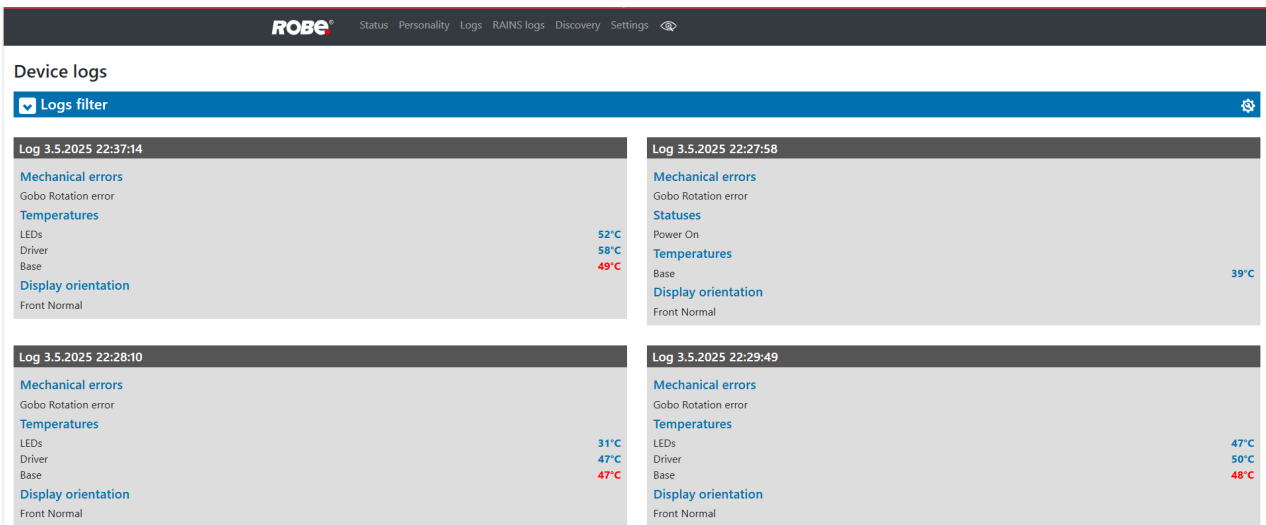 ROBe®
Status Personality Logs RAINS logs Discovery Settings
Device logs
Logs filter
Log 3.5.2025 22:37:14
Mechanical errors
Gobo Rotation error
Temperatures
LEDs 52°C
Driver 58°C
Base 49°C
Display orientation
Front Normal
Log 3.5.2025 22:27:58
Mechanical errors
Gobo Rotation error
Statuses
Power On
Temperatures
Base 39°C
Display orientation
Front Normal
Log 3.5.2025 22:28:10
Mechanical errors
Gobo Rotation error
Temperatures
LEDs 31°C
Driver 47°C
Base 47°C
Display orientation
Front Normal
Log 3.5.2025 22:29:49
Mechanical errors
Gobo Rotation error
Temperatures
LEDs 47°C
Driver 50°C
Base 48°C
Display orientation
Front Normal